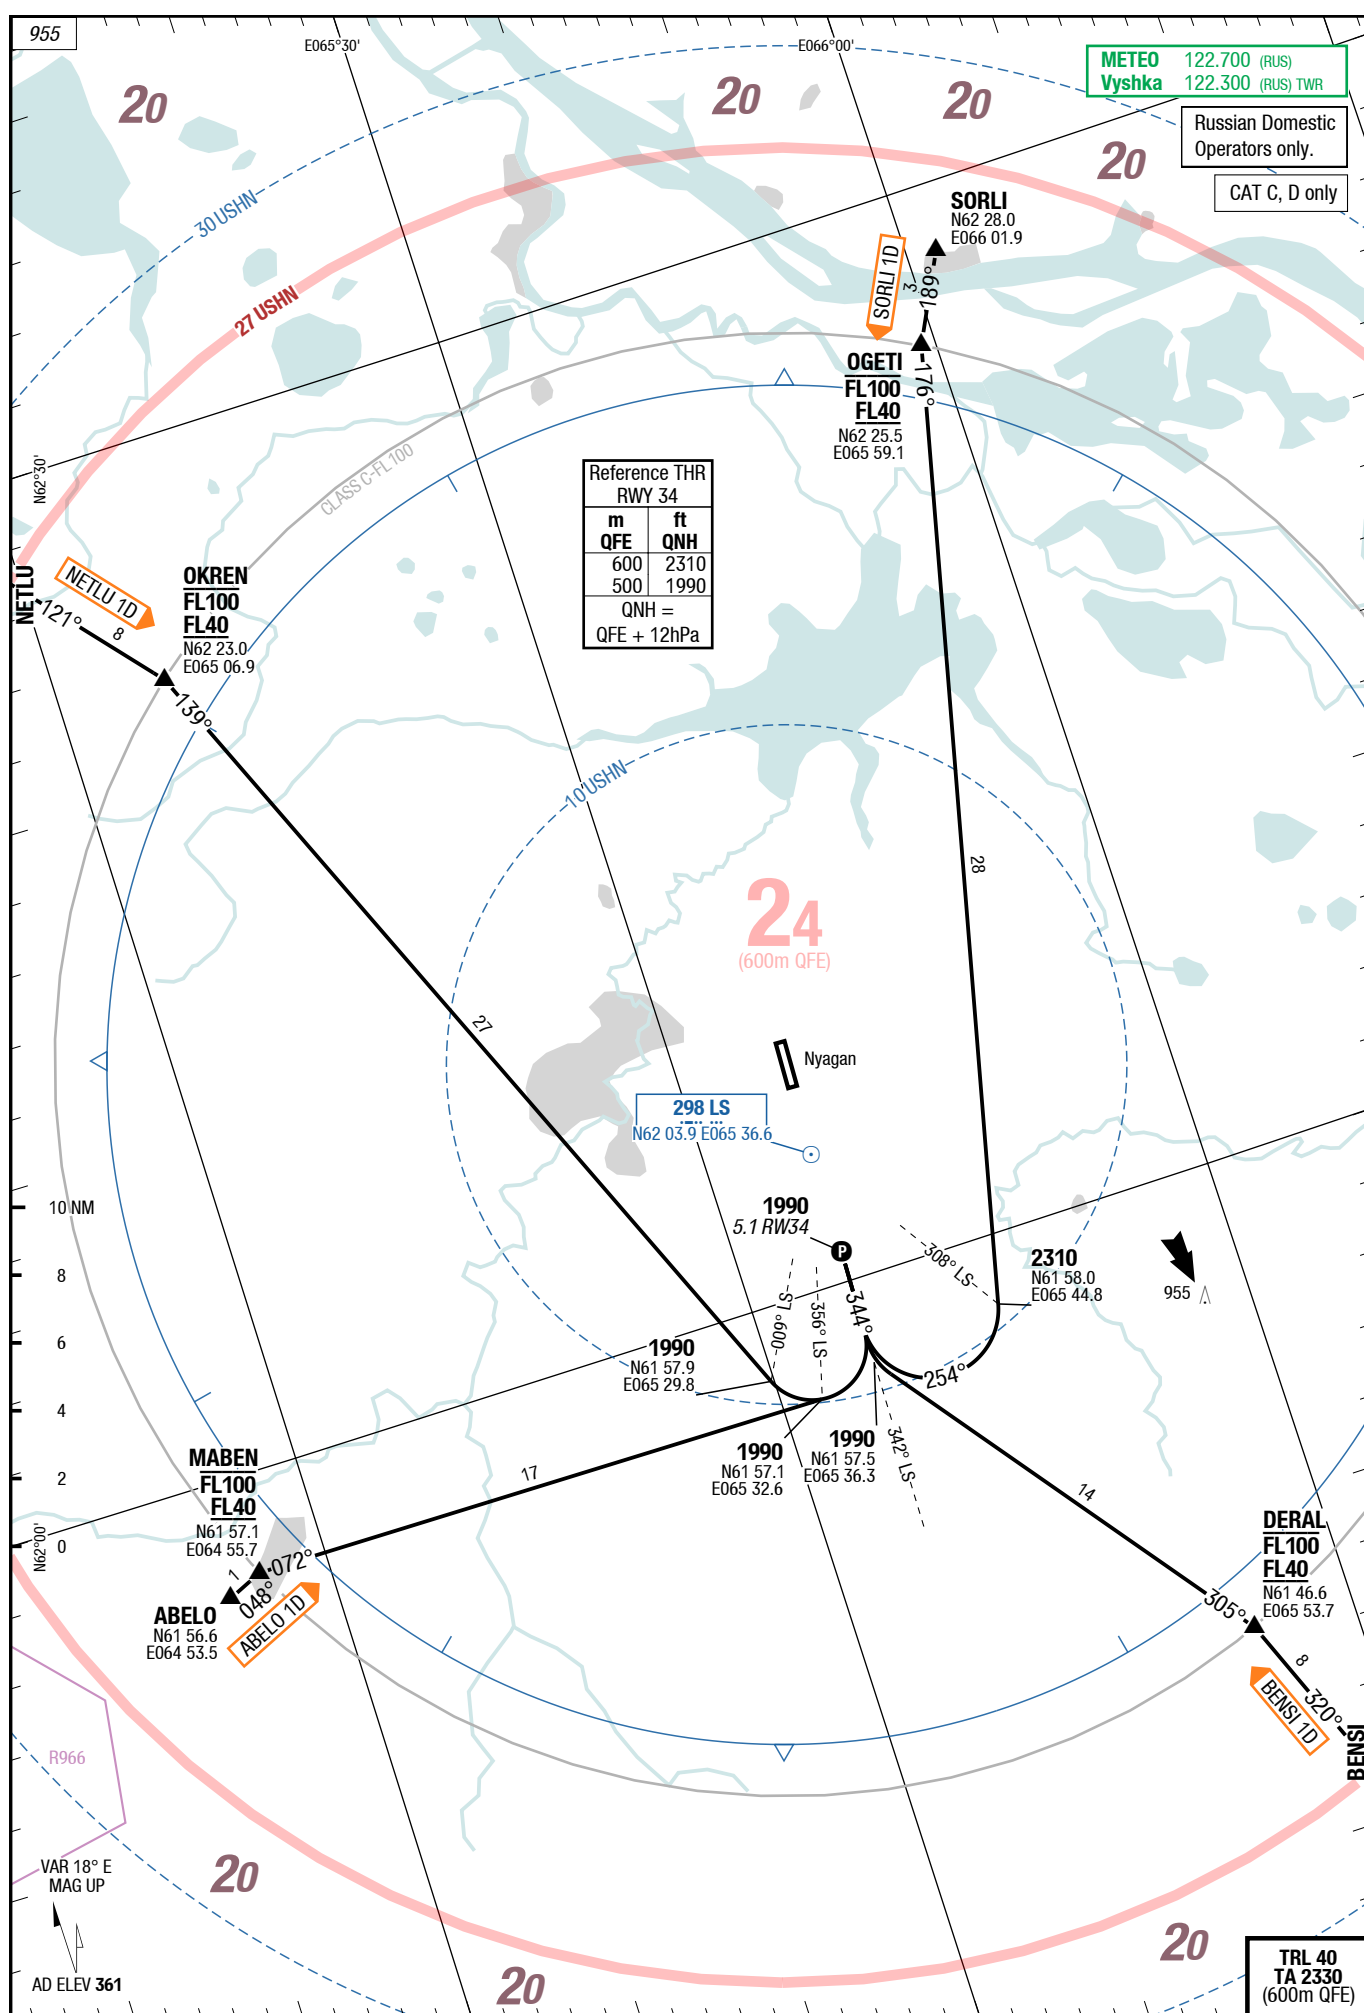 955
E065°30'
E066°00'
METEO 122.700 (RUS)
Vyshka 122.300 (RUS) TWR
Russian Domestic
Operators only.
CAT C, D only
20
20
20
20
30 USHN
27 USHN
SORLI
N62 28.0
E066 01.9
SORLI 1D
3
189°
OGETI
FL100
FL40
N62 25.5
E065 59.1
176°
CLASS C-FL100
N62°30'
Reference THR
RWY 34
m ft
QFE QNH
600 2310
500 1990
QNH =
QFE + 12hPa
NETLU
NETLU 1D
121°
8
OKREN
FL100
FL40
N62 23.0
E065 06.9
139°
10 USHN
28
24
(600m QFE)
27
Nyagan
298 LS
N62 03.9 E065 36.6
10 NM
8
6
4
2
0
1990
5.1 RW34
P
344°
308° LS
2310
N61 58.0
E065 44.8
955
009° LS
356° LS
1990
N61 57.9
E065 29.8
254°
1990
N61 57.1
E065 32.6
1990
N61 57.5
E065 36.3
342° LS
17
14
MABEN
FL100
FL40
N61 57.1
E064 55.7
N62°00'
1
072°
048°
ABELO
N61 56.6
E064 53.5
ABELO 1D
DERAL
FL100
FL40
N61 46.6
E065 53.7
305°
8
320°
BENSI 1D
BENSI
R966
VAR 18° E
MAG UP
AD ELEV 361
20
20
20
TRL 40
TA 2330
(600m QFE)